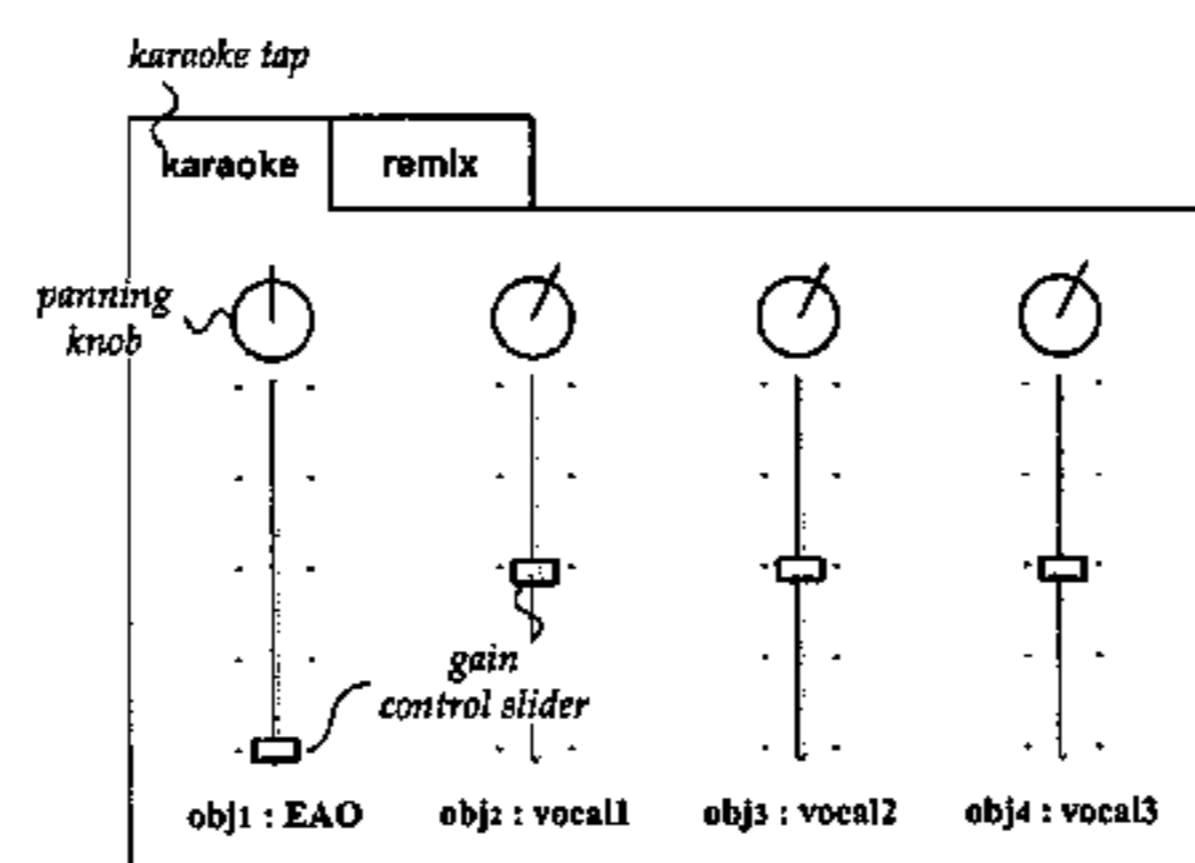 karaoke tap
karaoke remix
panning
knob
gain
control slider
obj1 : EAO obj2 : vocal1 obj3 : vocal2 obj4 : vocal3